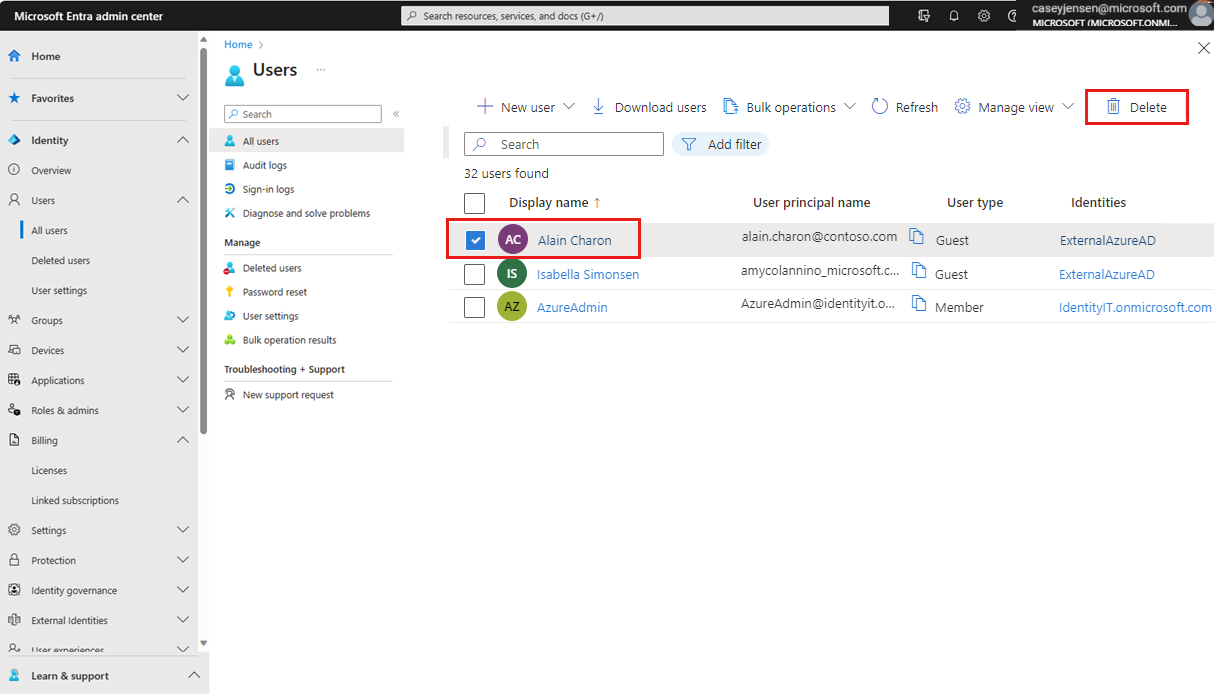 Microsoft Entra admin center
Search resources, services, and docs (G+/)
caseyjensen@microsoft.com
MICROSOFT (MICROSOFT.ONMI...
Home
Favorites
Identity
Overview
Users
All users
Deleted users
User settings
Groups
Devices
Applications
Roles & admins
Billing
Licenses
Linked subscriptions
Settings
Protection
Identity governance
External Identities
User experiences
Learn & support
Home
Users ...
Search
All users
Audit logs
Sign-in logs
Diagnose and solve problems
Manage
Deleted users
Password reset
User settings
Bulk operation results
Troubleshooting + Support
New support request
New user Download users Bulk operations Refresh Manage view Delete
Search Add filter
32 users found
Display name ↑ User principal name User type Identities
AC Alain Charon alain.charon@contoso.com Guest ExternalAzureAD
IS Isabella Simonsen amycolannino_microsoft.c... Guest ExternalAzureAD
AZ AzureAdmin AzureAdmin@identityit.o... Member IdentityIT.onmicrosoft.com